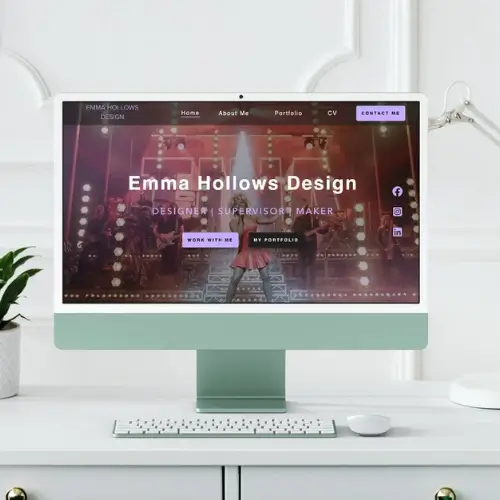 EMMA HOLLOWS
DESIGN
Home About Me Portfolio CV CONTACT ME
Emma Hollows Design
DESIGNER | SUPERVISOR | MAKER
WORK WITH ME MY PORTFOLIO